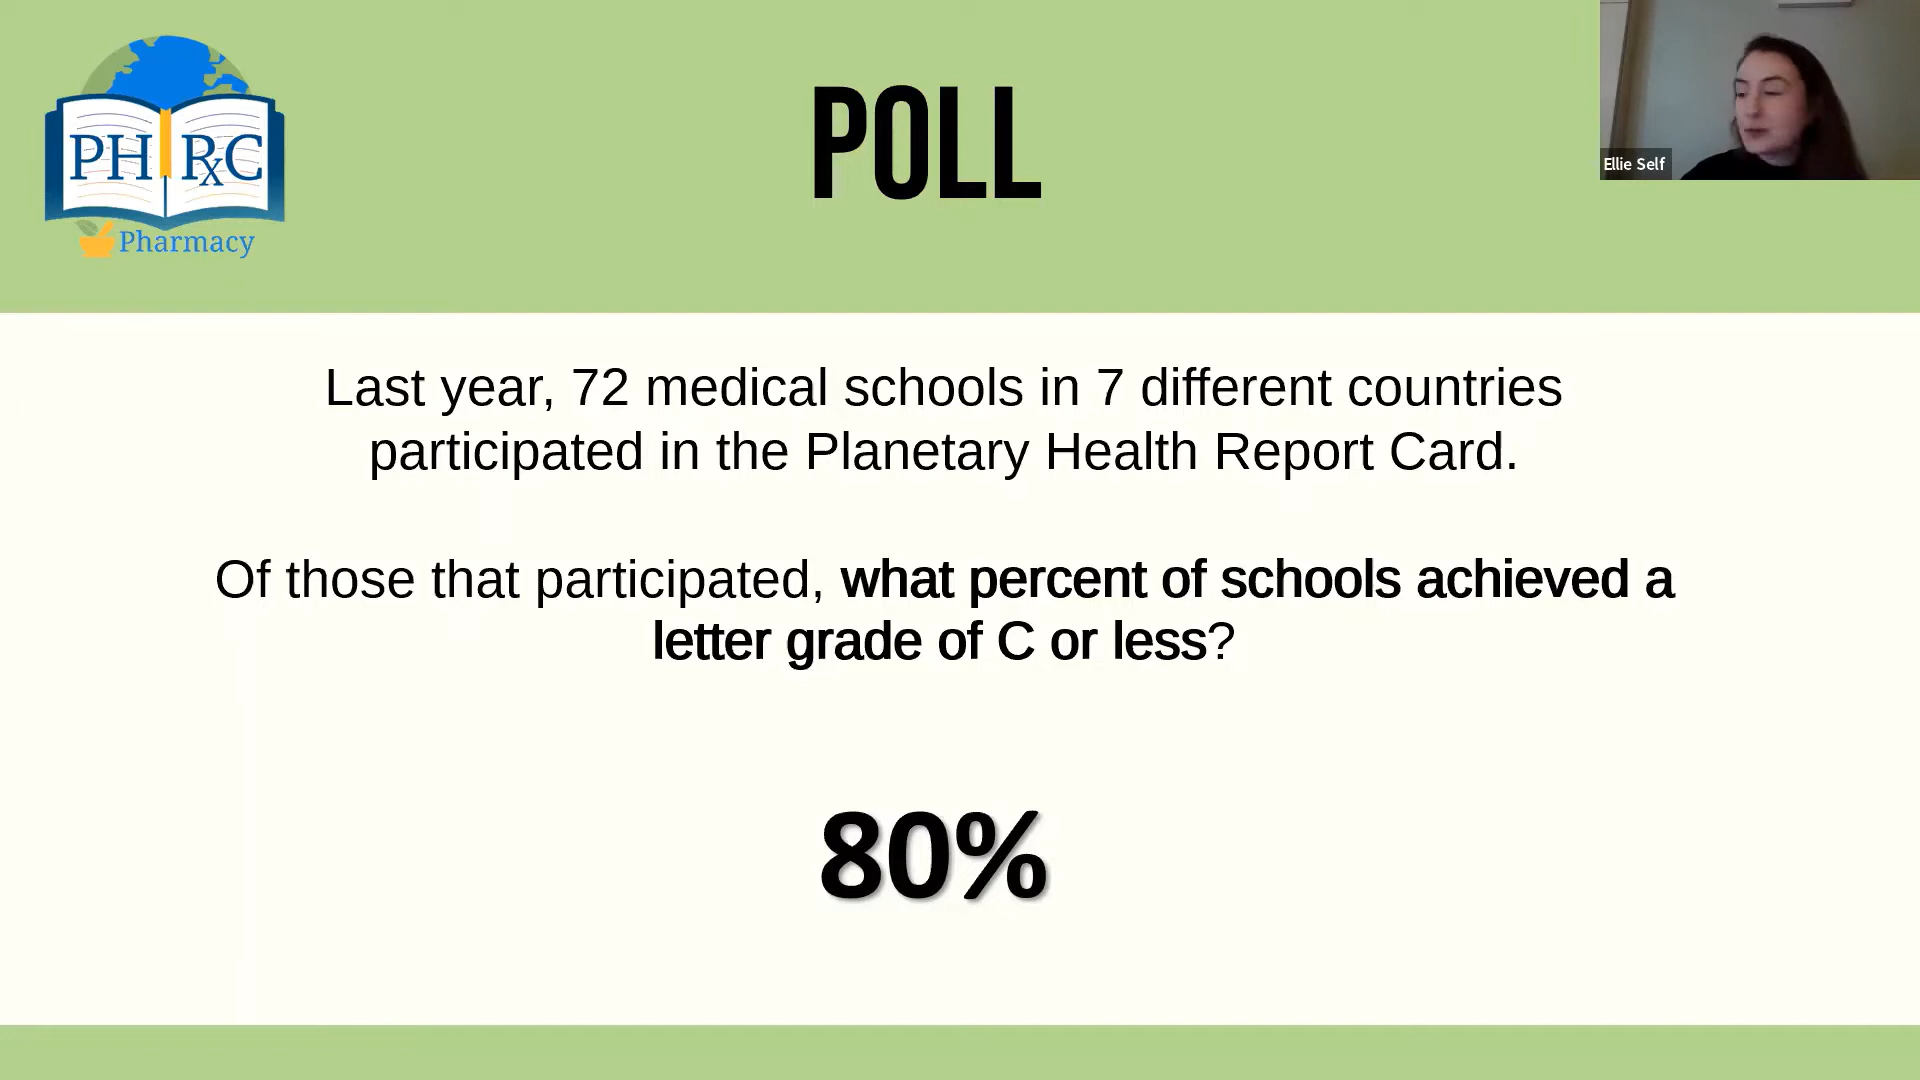 PH RxC
Pharmacy
POLL
Ellie Self
Last year, 72 medical schools in 7 different countries
participated in the Planetary Health Report Card.
Of those that participated, what percent of schools achieved a
letter grade of C or less?
80%